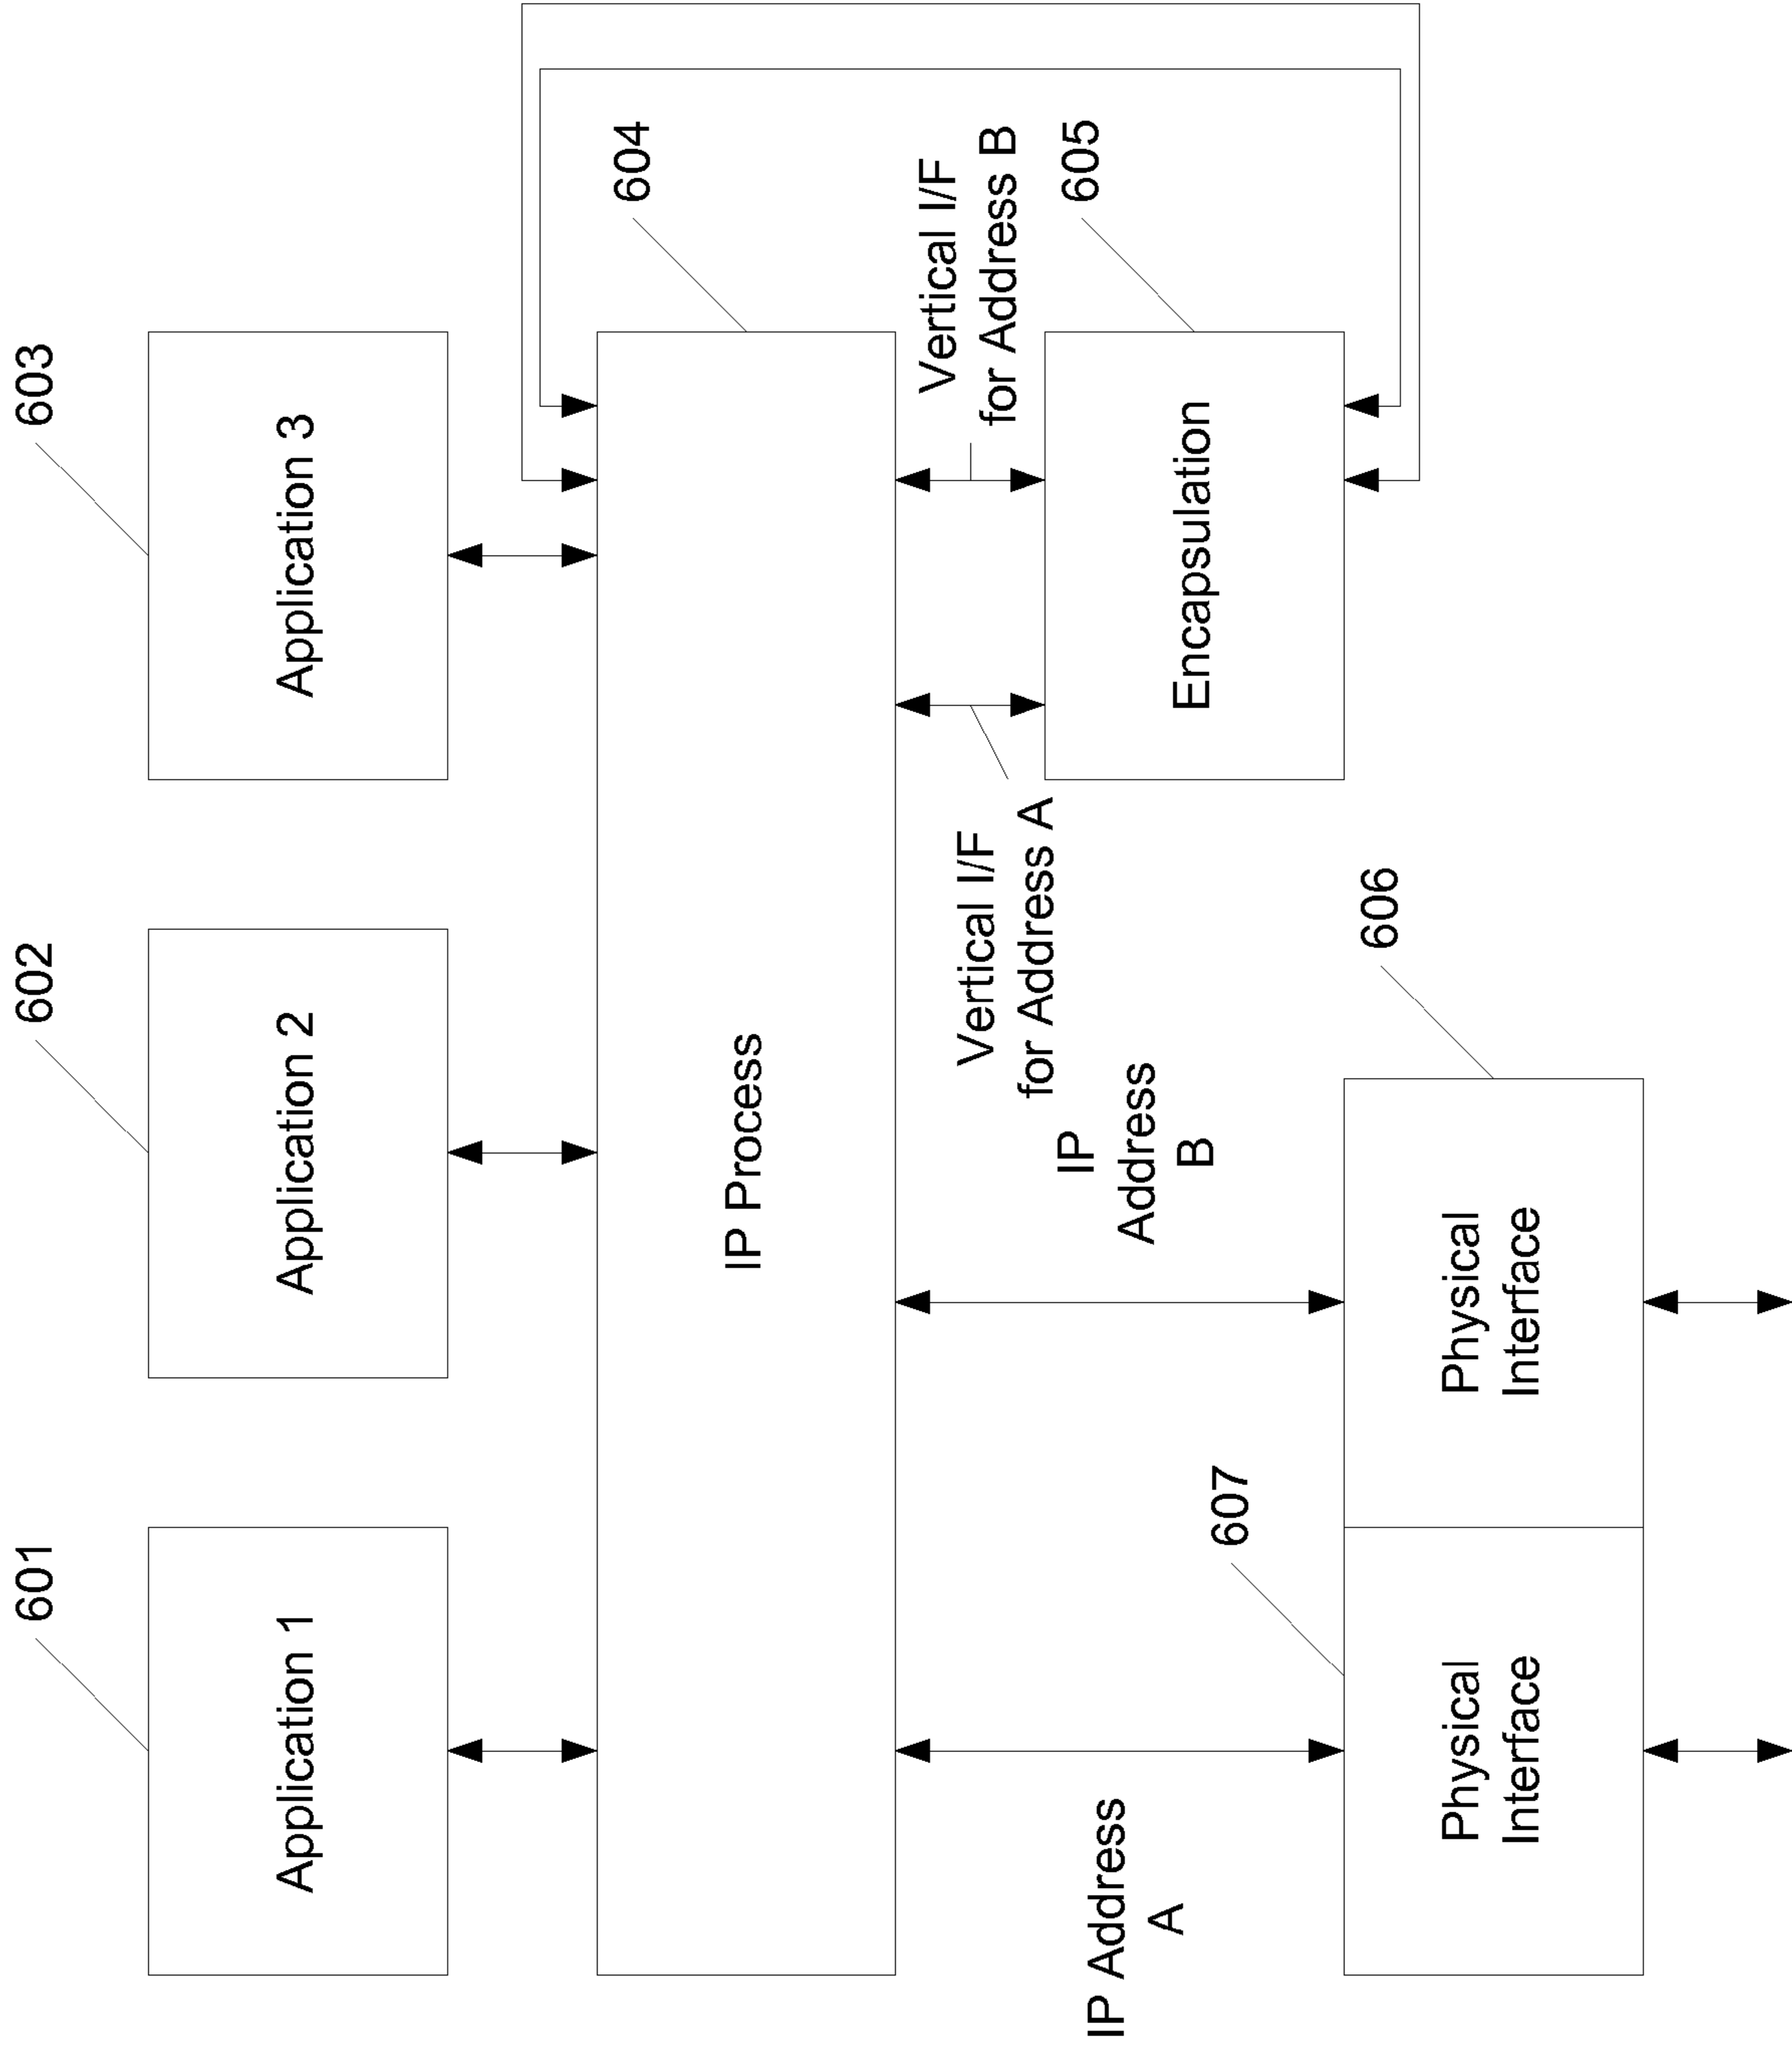 601
602
603
Application 1
Application 2
Application 3
604
IP Process
Vertical I/F
for Address B
Vertical I/F
for Address A
605
Encapsulation
IP Address
A
IP
Address
B
607
606
Physical
Interface
Physical
Interface